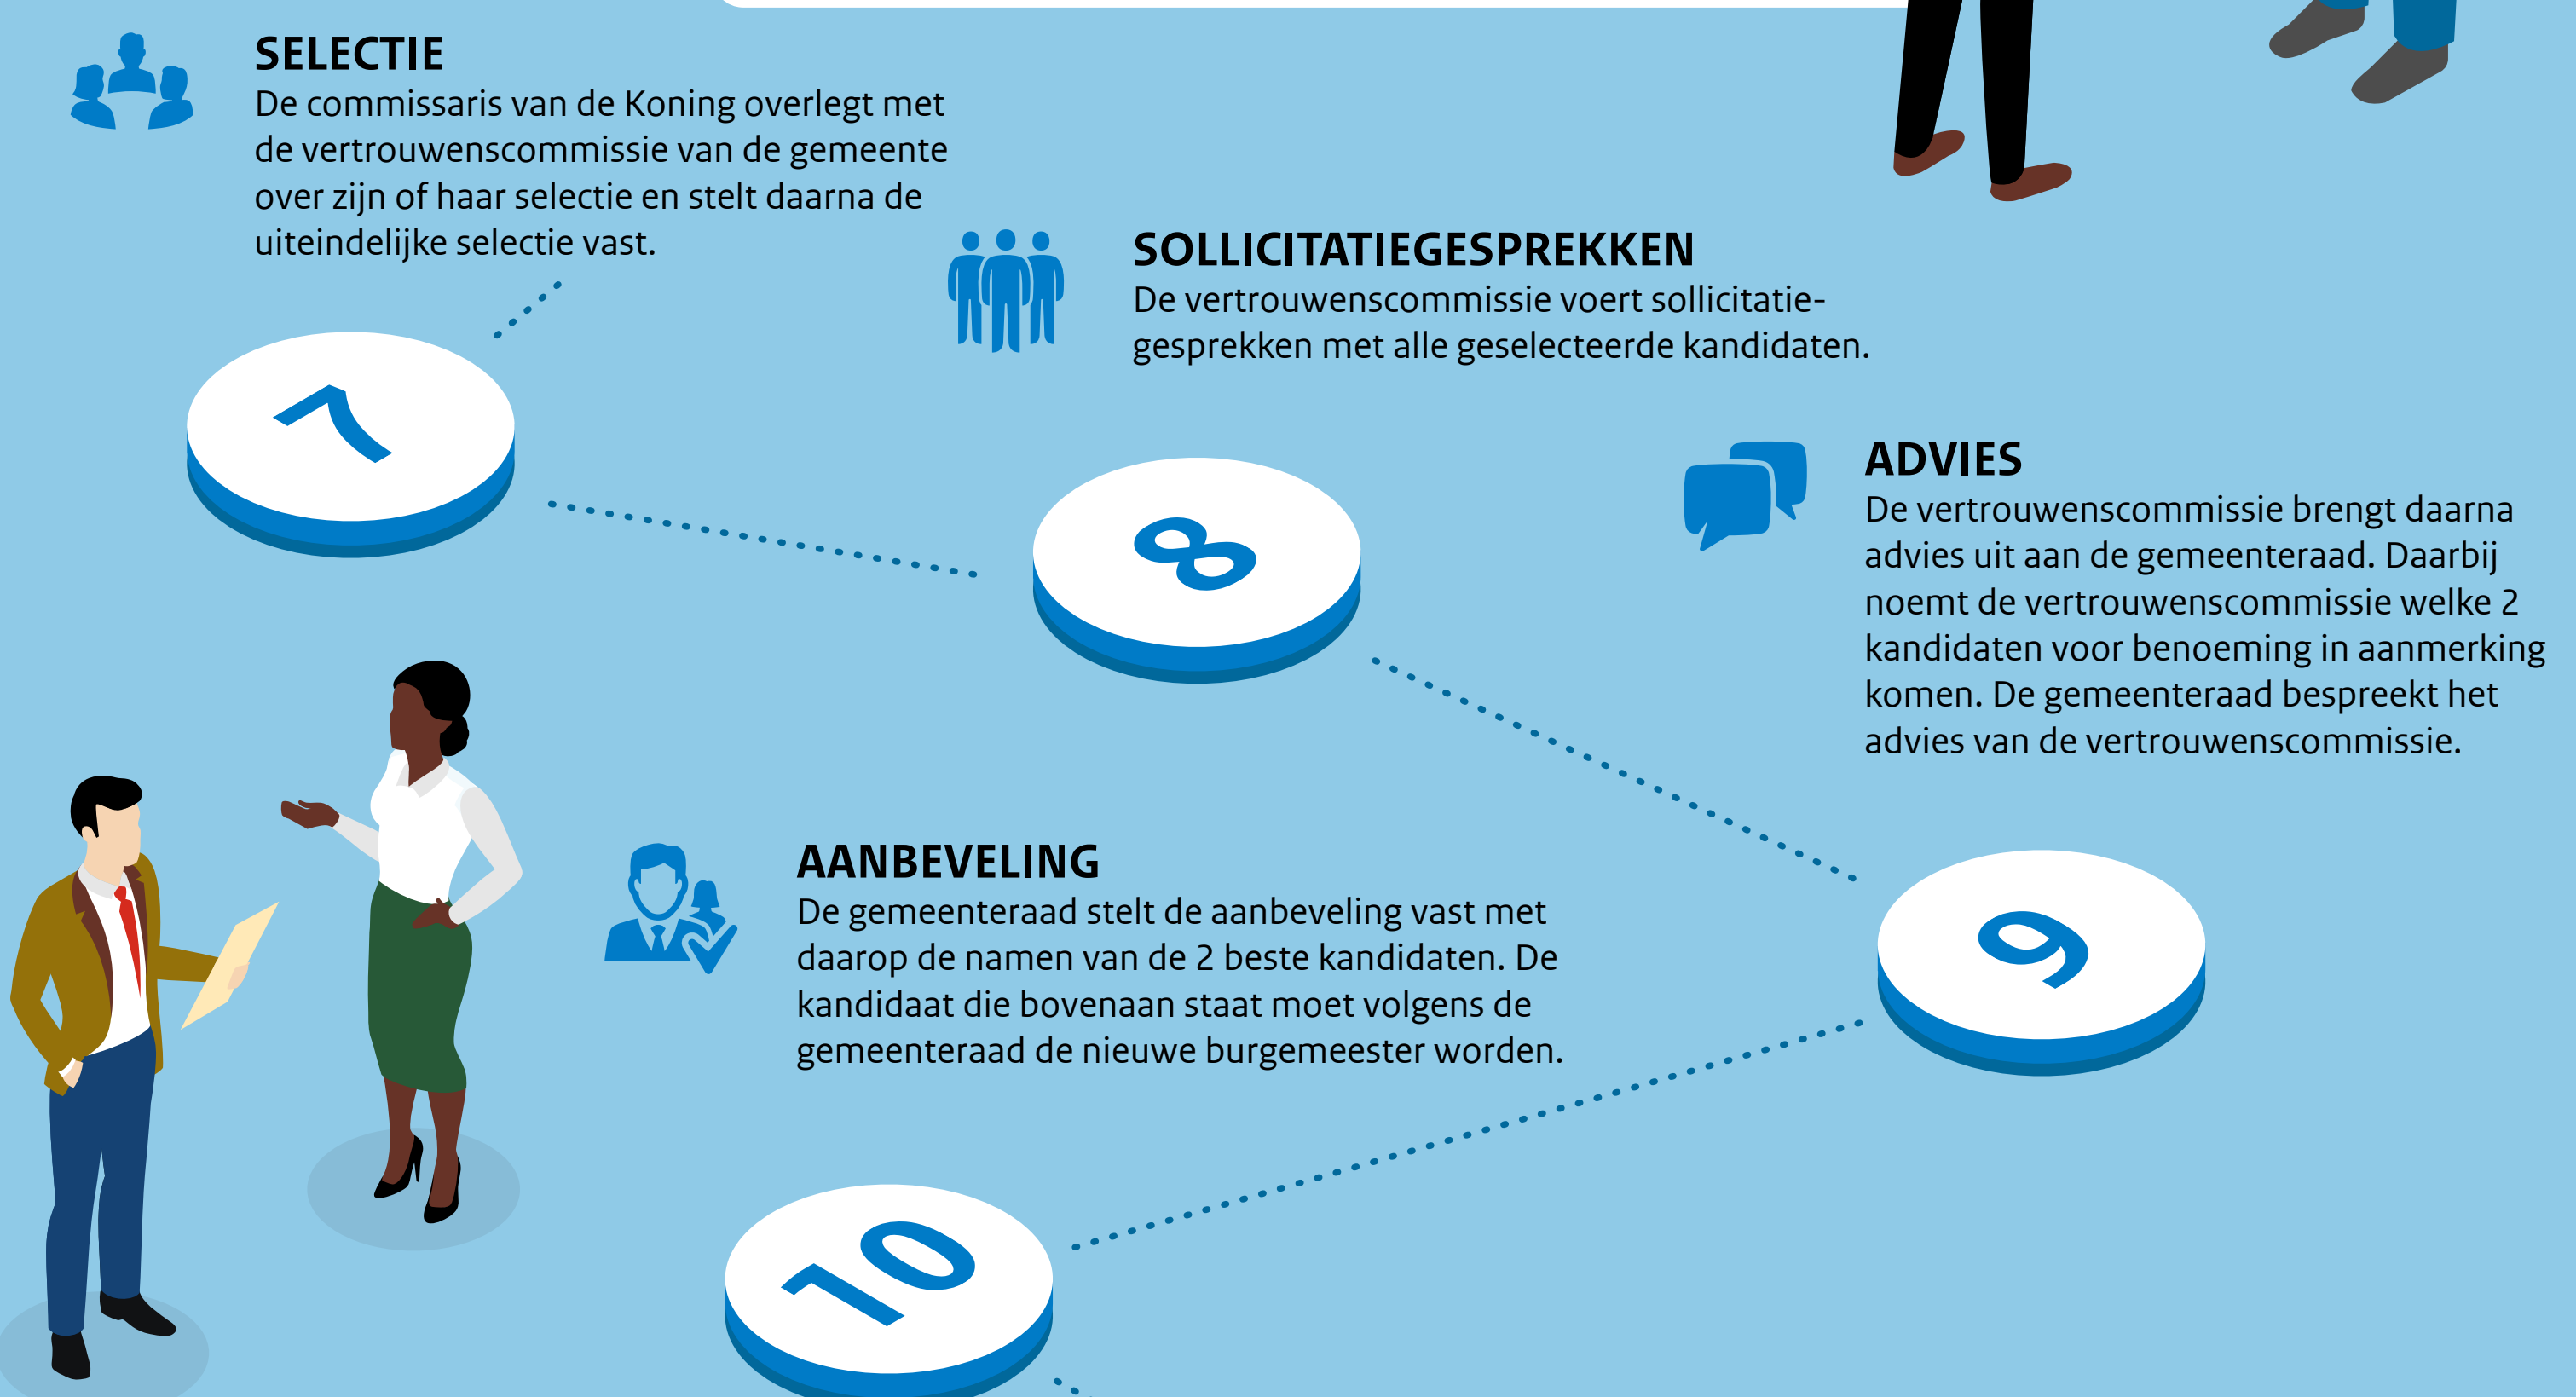 SELECTIE
De commissaris van de Koning overlegt met
de vertrouwenscommissie van de gemeente
over zijn of haar selectie en stelt daarna de
uiteindelijke selectie vast.
7
SOLLICITATIEGESPREKKEN
De vertrouwenscommissie voert sollicitatie-
gesprekken met alle geselecteerde kandidaten.
8
ADVIES
De vertrouwenscommissie brengt daarna
advies uit aan de gemeenteraad. Daarbij
noemt de vertrouwenscommissie welke 2
kandidaten voor benoeming in aanmerking
komen. De gemeenteraad bespreekt het
advies van de vertrouwenscommissie.
9
AANBEVELING
De gemeenteraad stelt de aanbeveling vast met
daarop de namen van de 2 beste kandidaten. De
kandidaat die bovenaan staat moet volgens de
gemeenteraad de nieuwe burgemeester worden.
10